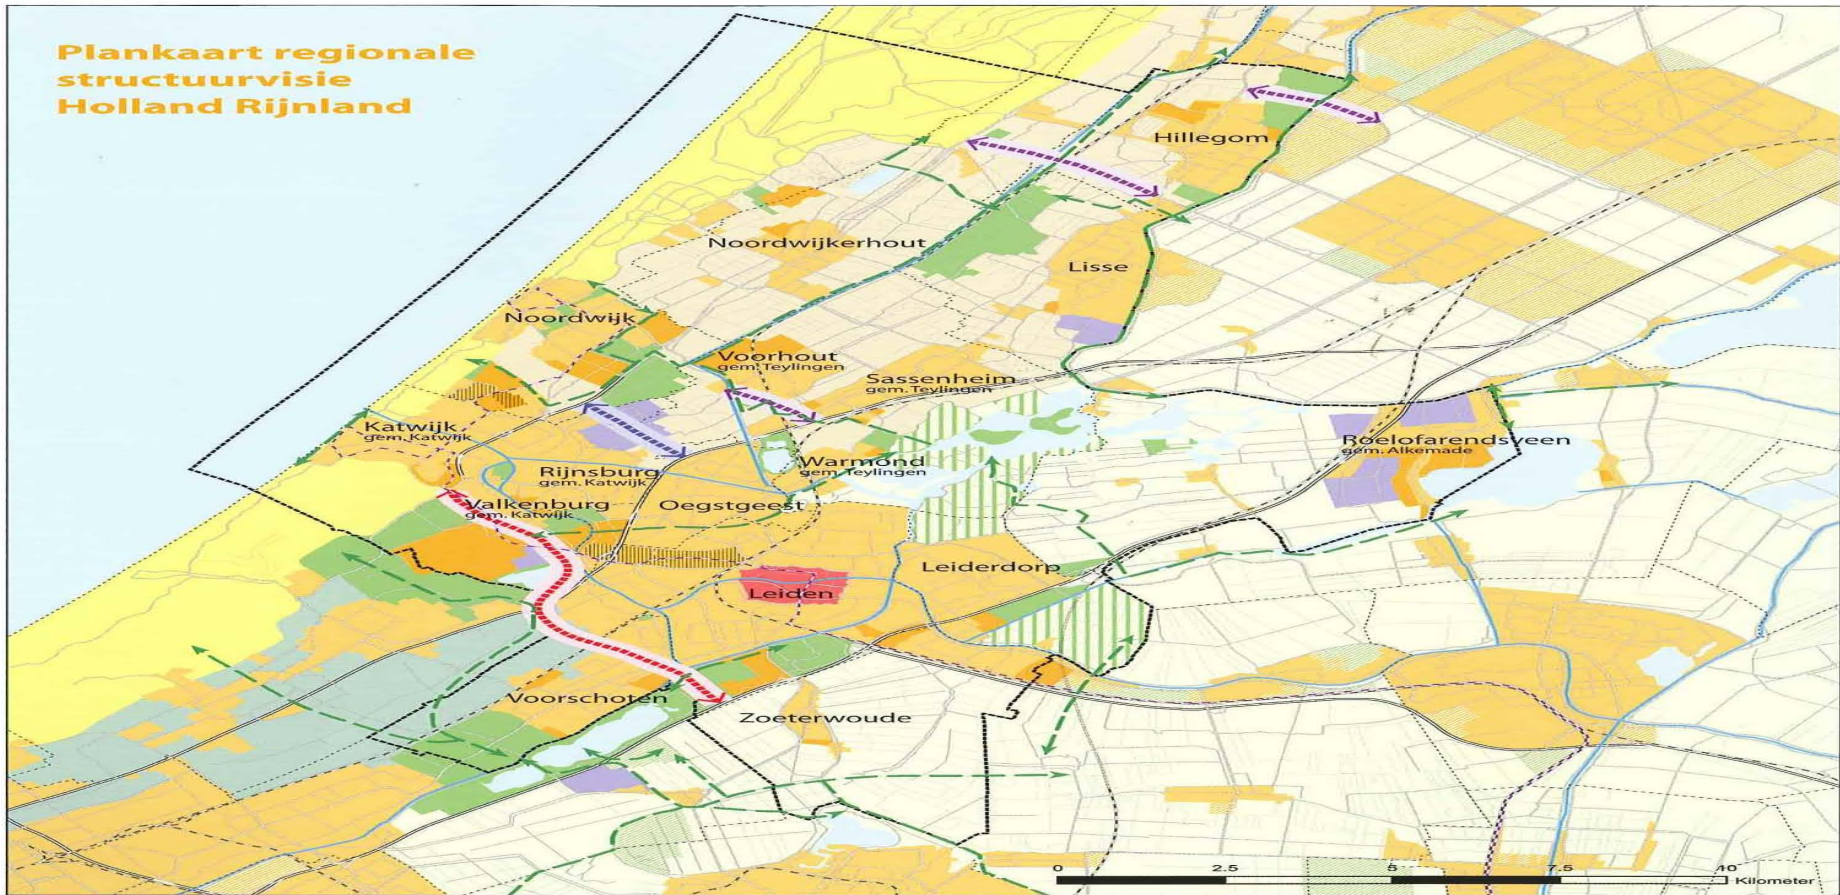 Plankaart regionale
structuurvisie
Holland Rijnland
Hillegom
Noordwijkerhout
Lisse
Noordwijk
Voorhout
gem. Teylingen
Sassenheim
gem. Teylingen
Katwijk
gem. Katwijk
Roelofarendsveen
gem. Alkemade
Rijnsburg
gem. Katwijk
Warmond
gem. Teylingen
Valkenburg
gem. Katwijk
Oegstgeest
Leiderdorp
Leiden
Voorschoten
Zoeterwoude
0 2.5 5 7.5 10
Kilometer